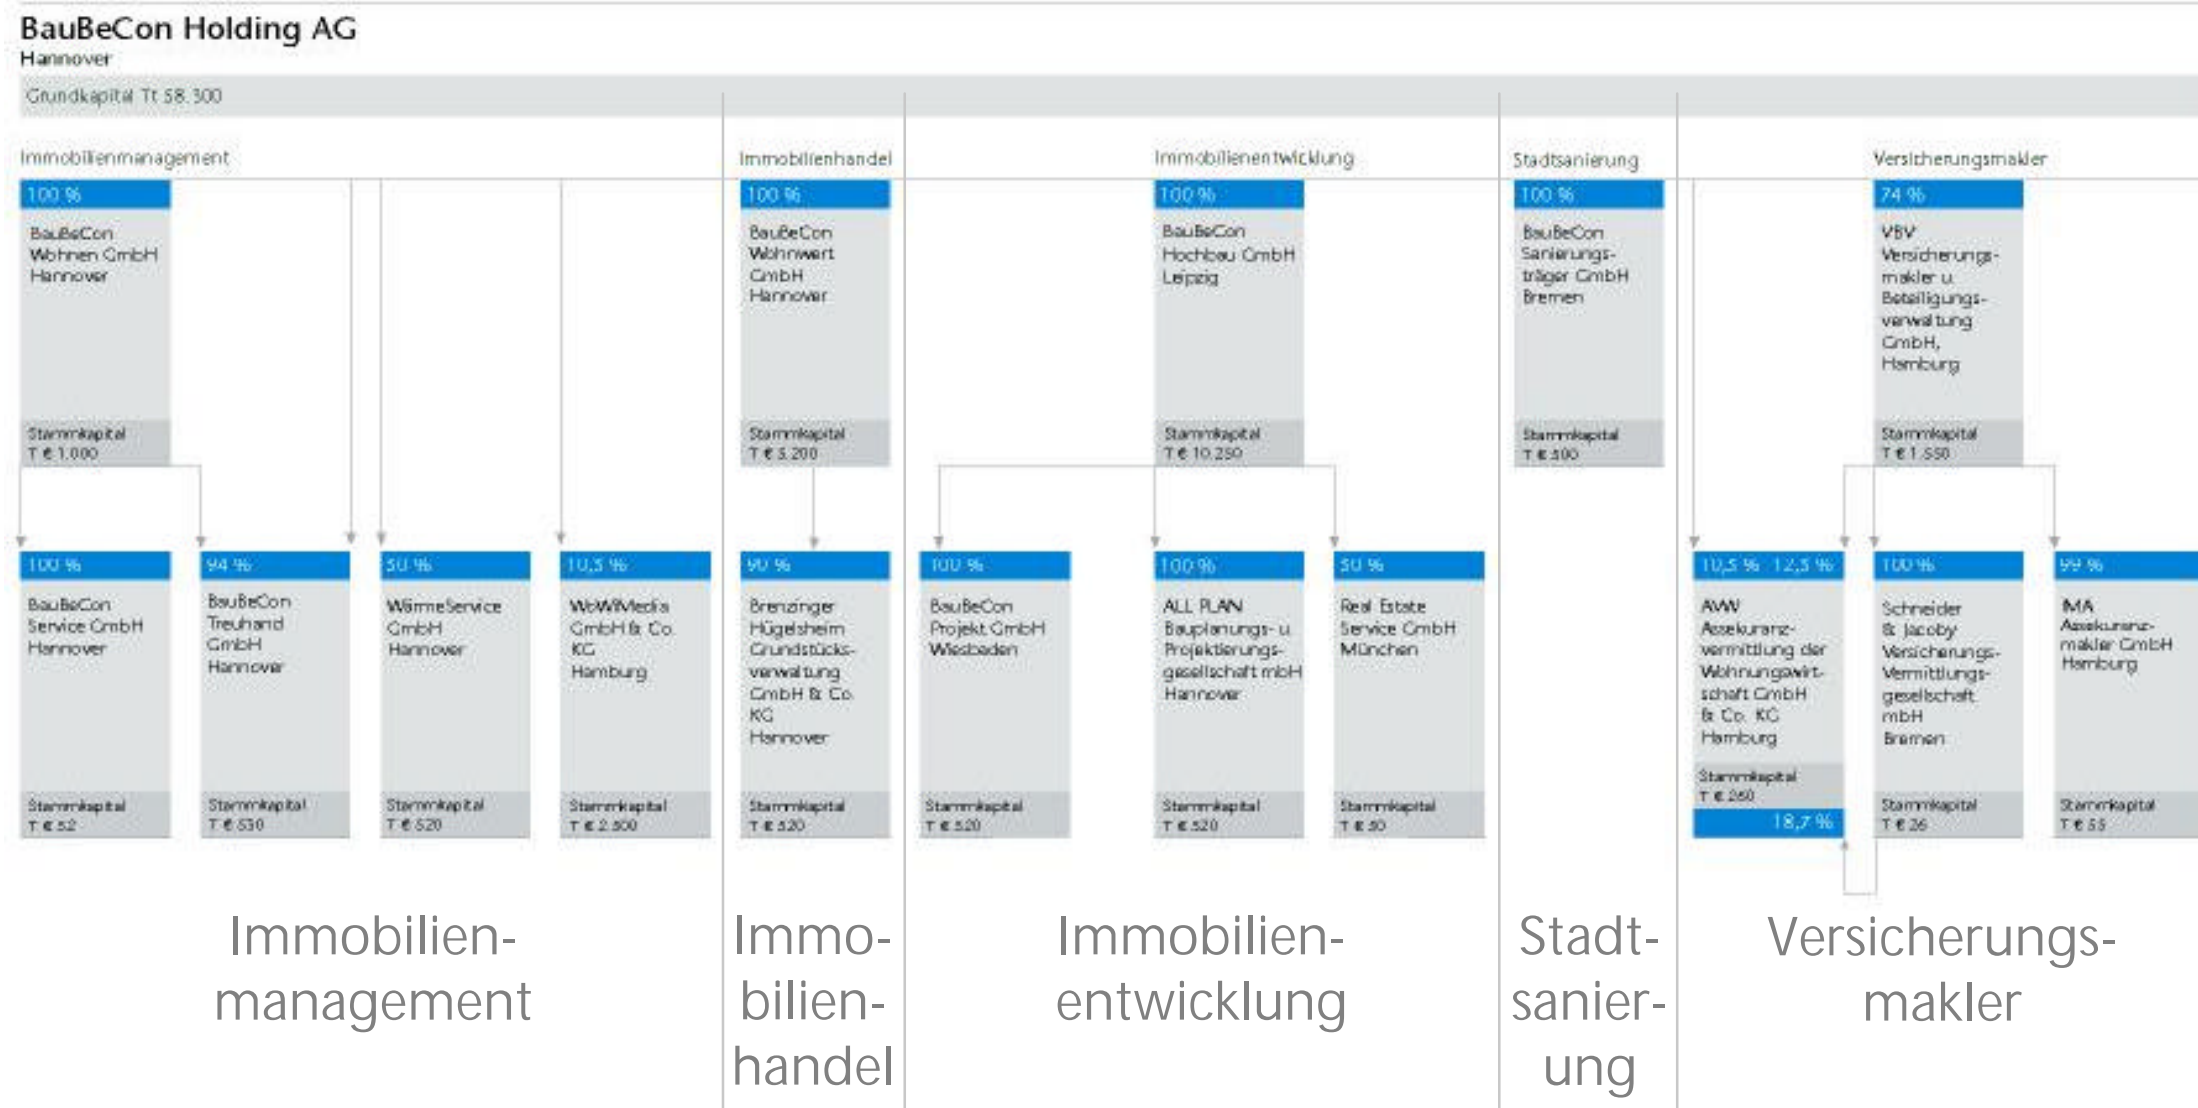 BauBeCon Holding AG
Hannover
Grundkapital T€ 58.300
Immobilienmanagement
Immobilienhandel
Immobilienentwicklung
Stadtsanierung
Versicherungsmakler
100 %
BauBeCon
Wohnen GmbH
Hannover
Stammkapital
T € 1.000
100 %
BauBeCon
Wohnwert
GmbH
Hannover
Stammkapital
T € 5.200
100 %
BauBeCon
Hochbau GmbH
Leipzig
Stammkapital
T € 10.250
100 %
BauBeCon
Sanierungs-
träger GmbH
Bremen
Stammkapital
T € 500
74 %
VBV
Versicherungs-
makler u.
Beteiligungs-
verwaltung
GmbH,
Hamburg
Stammkapital
T € 1.550
100 %
BauBeCon
Service GmbH
Hannover
Stammkapital
T € 52
94 %
BauBeCon
Treuhand
GmbH
Hannover
Stammkapital
T € 530
50 %
WärmeService
GmbH
Hannover
Stammkapital
T € 520
10,5 %
WoWiMedia
GmbH & Co.
KG
Hamburg
Stammkapital
T € 2.500
90 %
Brenzinger
Hügelsheim
Grundstücks-
verwaltung
GmbH & Co.
KG
Hannover
Stammkapital
T € 520
100 %
BauBeCon
Projekt GmbH
Wiesbaden
Stammkapital
T € 520
100 %
ALL PLAN
Bauplanungs- u.
Projektierungs-
gesellschaft mbH
Hannover
Stammkapital
T € 520
50 %
Real Estate
Service GmbH
München
Stammkapital
T € 50
10,5 % 12,5 %
AVW
Assekuranz-
vermittlung der
Wohnungswirt-
schaft GmbH
& Co. KG
Hamburg
Stammkapital
T € 260
18,7 %
100 %
Schneider
& Jacoby
Versicherungs-
Vermittlungs-
gesellschaft
mbH
Bremen
Stammkapital
T € 26
99 %
IMA
Assekuranz-
makler GmbH
Hamburg
Stammkapital
T € 55
Immobilien-
management
Immo-
bilien-
handel
Immobilien-
entwicklung
Stadt-
sanier-
ung
Versicherungs-
makler